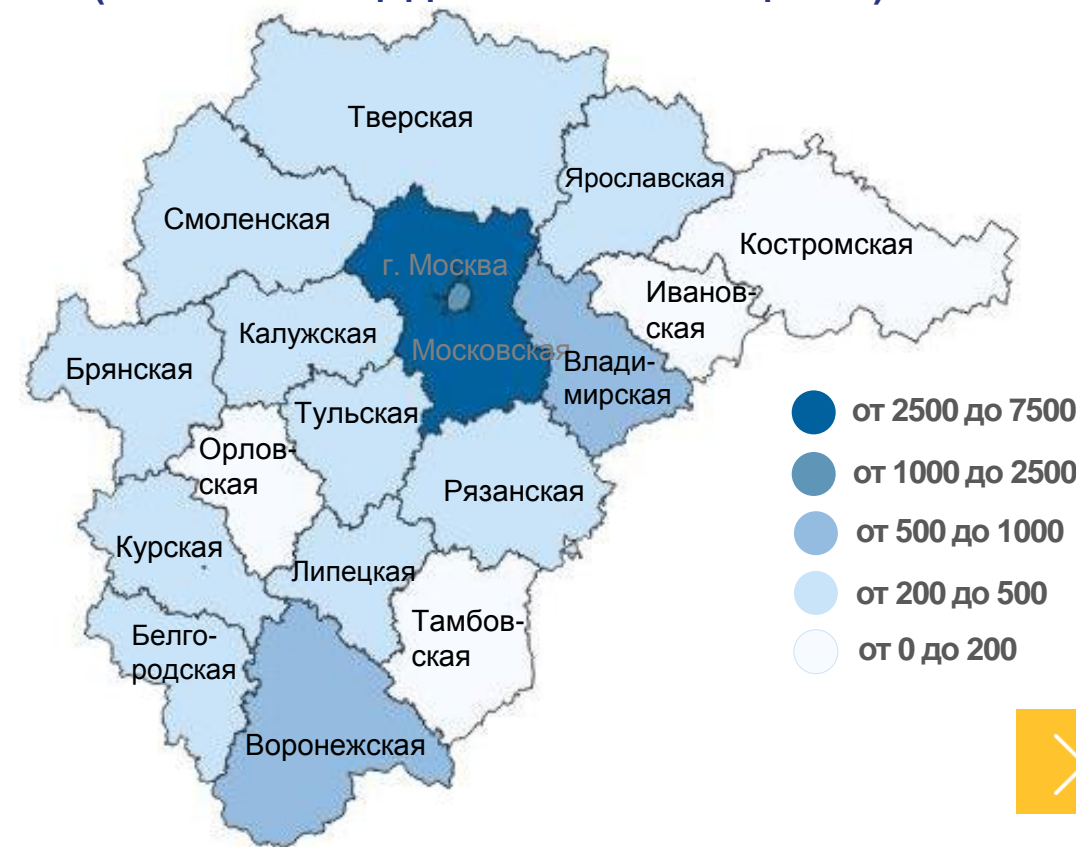 Тверская
Ярославская
Смоленская
Костромская
г. Москва
Иванов-
ская
Калужская
Московская
Влади-
мирская
Брянская
Тульская
Орлов-
ская
Рязанская
Курская
Липецкая
Тамбов-
ская
Белго-
родская
Воронежская
от 2500 до 7500
от 1000 до 2500
от 500 до 1000
от 200 до 500
от 0 до 200